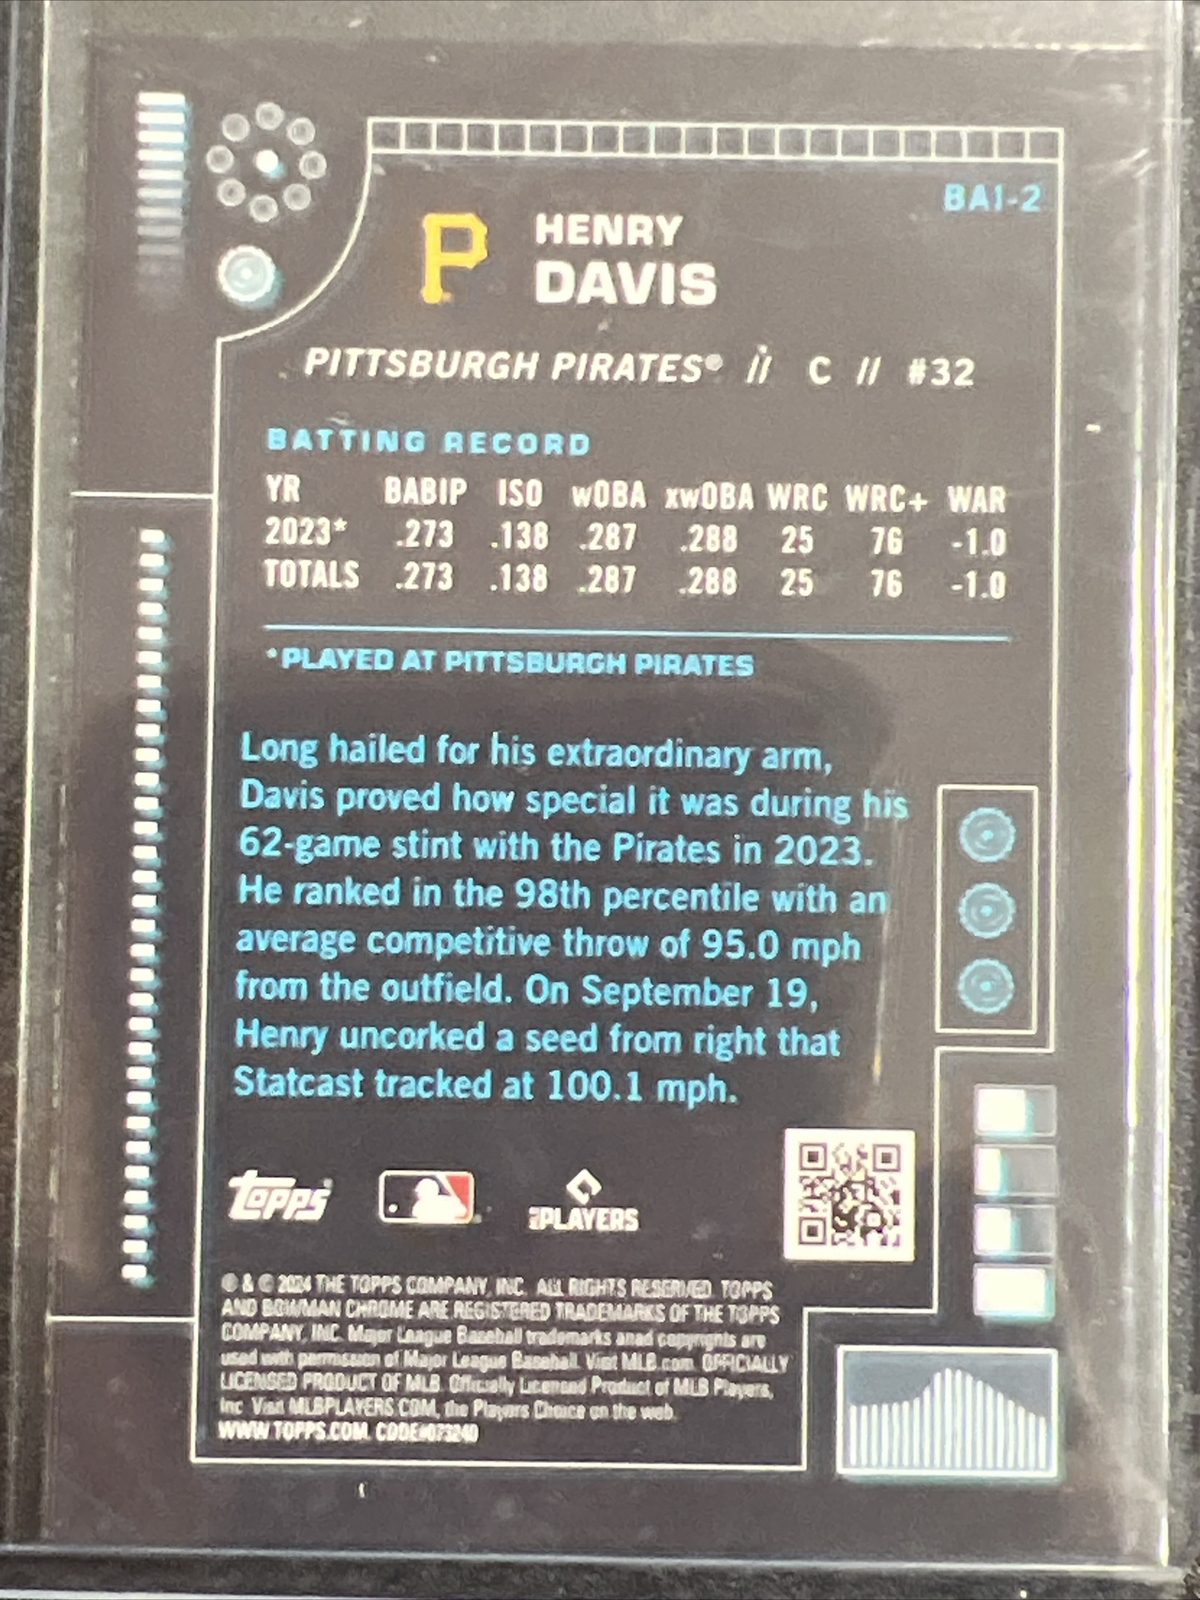 BA1-2
P
HENRY
DAVIS
PITTSBURGH PIRATES® // C // #32
BATTING RECORD
YR BABIP ISO wOBA xwOBA WRC WRC+ WAR
2023* .273 .138 .287 .288 25 76 -1.0
TOTALS .273 .138 .287 .288 25 76 -1.0
*PLAYED AT PITTSBURGH PIRATES
Long hailed for his extraordinary arm,
Davis proved how special it was during his
62-game stint with the Pirates in 2023.
He ranked in the 98th percentile with an
average competitive throw of 95.0 mph
from the outfield. On September 19,
Henry uncorked a seed from right that
Statcast tracked at 100.1 mph.
Topps
PLAYERS
® & © 2024 THE TOPPS COMPANY, INC. ALL RIGHTS RESERVED. TOPPS
AND BOWMAN CHROME ARE REGISTERED TRADEMARKS OF THE TOPPS
COMPANY, INC. Major League Baseball trademarks anad copyrights are
used with permission of Major League Baseball. Visit MLB.com. OFFICIALLY
LICENSED PRODUCT OF MLB. Officially Licensed Product of MLB Players,
Inc. Visit MLBPLAYERS.COM, the Players Choice on the web.
WWW.TOPPS.COM. CODE#073240